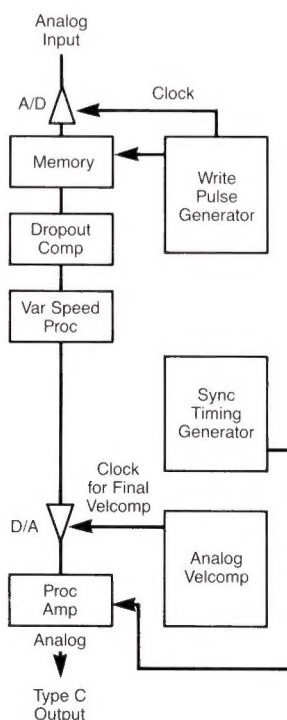 Analog
Input
A/D
Clock
Memory
Write
Pulse
Generator
Dropout
Comp
Var Speed
Proc
Sync
Timing
Generator
Clock
for Final
Velcomp
D/A
Analog
Velcomp
Proc
Amp
Analog
Type C
Output